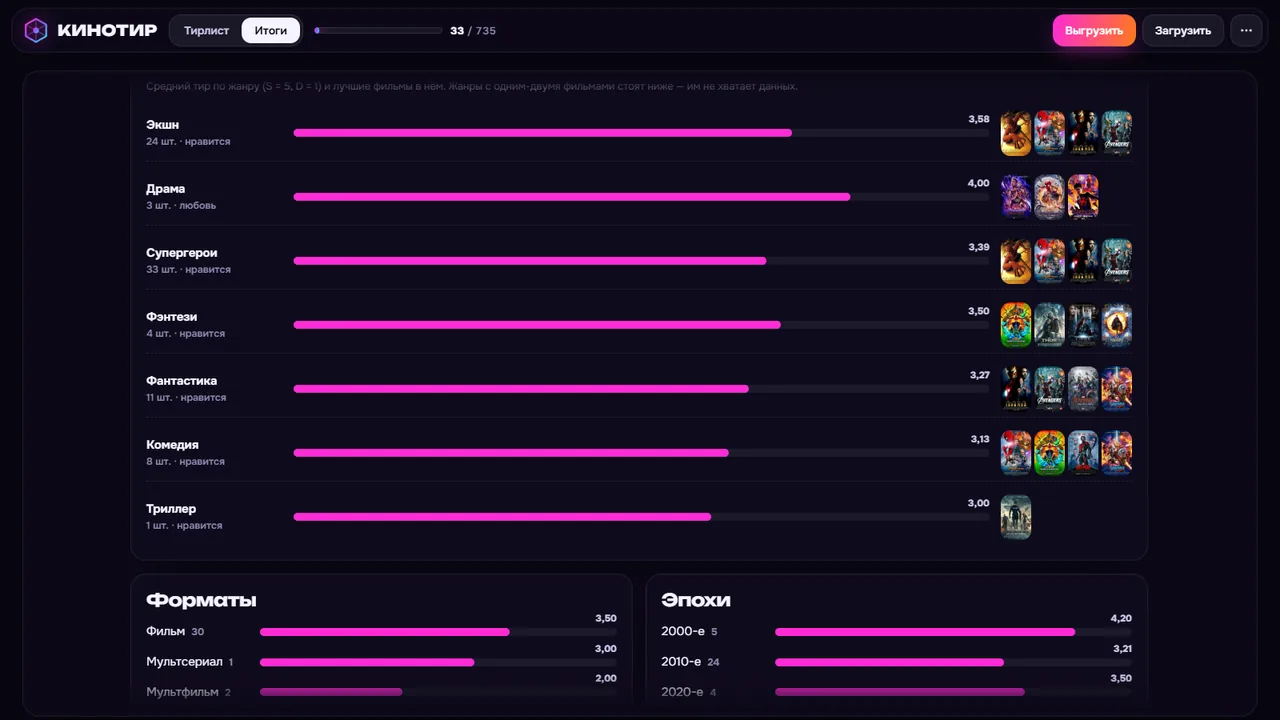 КИНОТИР
Тирлист
Итоги
33 / 735
Выгрузить
Загрузить
Средний тир по жанру (S = 5, D = 1) и лучшие фильмы в нём. Жанры с одним-двумя фильмами стоят ниже — им не хватает данных.
Экшн
3,58
24 шт. · нравится
Драма
4,00
3 шт. · любовь
Супергерои
3,39
33 шт. · нравится
Фэнтези
3,50
4 шт. · нравится
Фантастика
3,27
11 шт. · нравится
Комедия
3,13
8 шт. · нравится
Триллер
3,00
1 шт. · нравится
Форматы
Фильм 30
3,50
Мультсериал 1
3,00
Мультфильм 2
2,00
Эпохи
2000-е 5
4,20
2010-е 24
3,21
2020-е 4
3,50